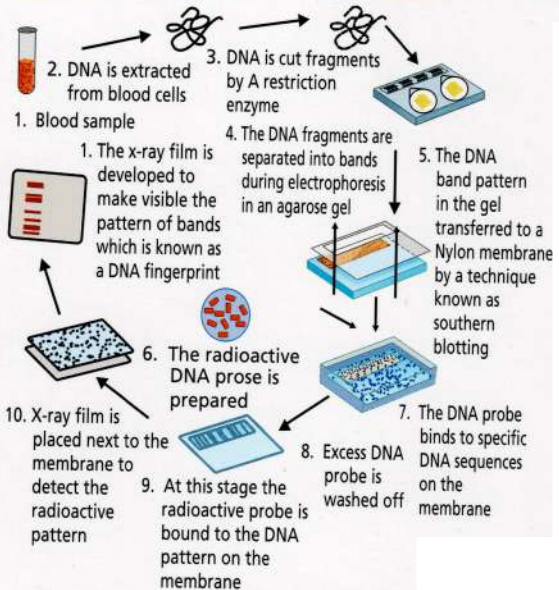 1. Blood sample
2. DNA is extracted
from blood cells
3. DNA is cut fragments
by A restriction
enzyme
4. The DNA fragments are
separated into bands
during electrophoresis
in an agarose gel
5. The DNA
band pattern
in the gel
transferred to a
Nylon membrane
by a technique
known as
southern
blotting
6. The radioactive
DNA prose is
prepared
7. The DNA probe
binds to specific
DNA sequences
on the
membrane
8. Excess DNA
probe is
washed off
9. At this stage the
radioactive probe is
bound to the DNA
pattern on the
membrane
10. X-ray film is
placed next to the
membrane to
detect the
radioactive
pattern
1. The x-ray film is
developed to
make visible the
pattern of bands
which is known as
a DNA fingerprint